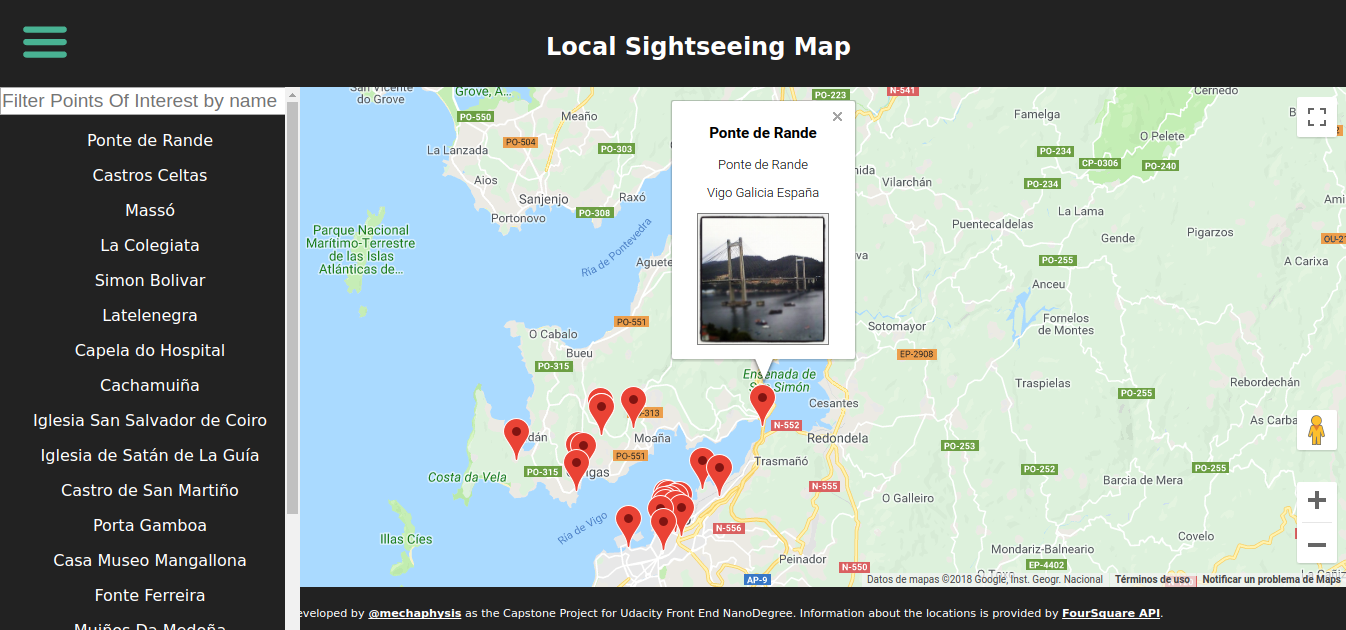 Local Sightseeing Map
Filter Points Of Interest by name
Ponte de Rande
Castros Celtas
Massó
La Colegiata
Simon Bolivar
Latelenegra
Capela do Hospital
Cachamuiña
Iglesia San Salvador de Coiro
Iglesia de Satán de La Guía
Castro de San Martiño
Porta Gamboa
Casa Museo Mangallona
Fonte Ferreira
Muiños Da Modoña
San Vicente
do Grove
Grove, A...
PO-550
Meaño
PO-504
PO-303
La Lanzada
Aios
Sanjenjo
Raxó
Portonovo
PO-308
Parque Nacional
Marítimo-Terrestre
de las Islas
Atlánticas de...
Ría de Pontevedra
Aguete
PO-551
O Cabalo
Bueu
PO-315
Moaña
PO-551
PO-315
Costa da Vela
Ría de Vigo
Illas Cíes
PO-223
N-541
Ponte de Rande
Ponte de Rande
Vigo Galicia España
Ensenada de
Cesantes
N-552
Redondela
Trasmañó
N-555
N-556
Peinador
N-550
AP-9
Cernedo
Famelga
O Pelete
PO-234
CP-0306
PO-240
PO-234
Vilarchán
La Lama
Puentecaldelas
Gende
Pigarzos
OU-21
PO-255
A Carixa
Anceu
Fornelos
de Montes
Sotomayor
EP-2908
Traspielas
PO-255
Rebordechán
As Carba
PO-253
PO-252
PO-255
Barcia de Mera
O Galleiro
Covelo
Mondariz-Balneario
EP-4402
Datos de mapas ©2018 Google, Inst. Geogr. Nacional
Términos de uso
Notificar un problema de Maps
eveloped by @mechaphysis as the Capstone Project for Udacity Front End NanoDegree. Information about the locations is provided by FourSquare API.